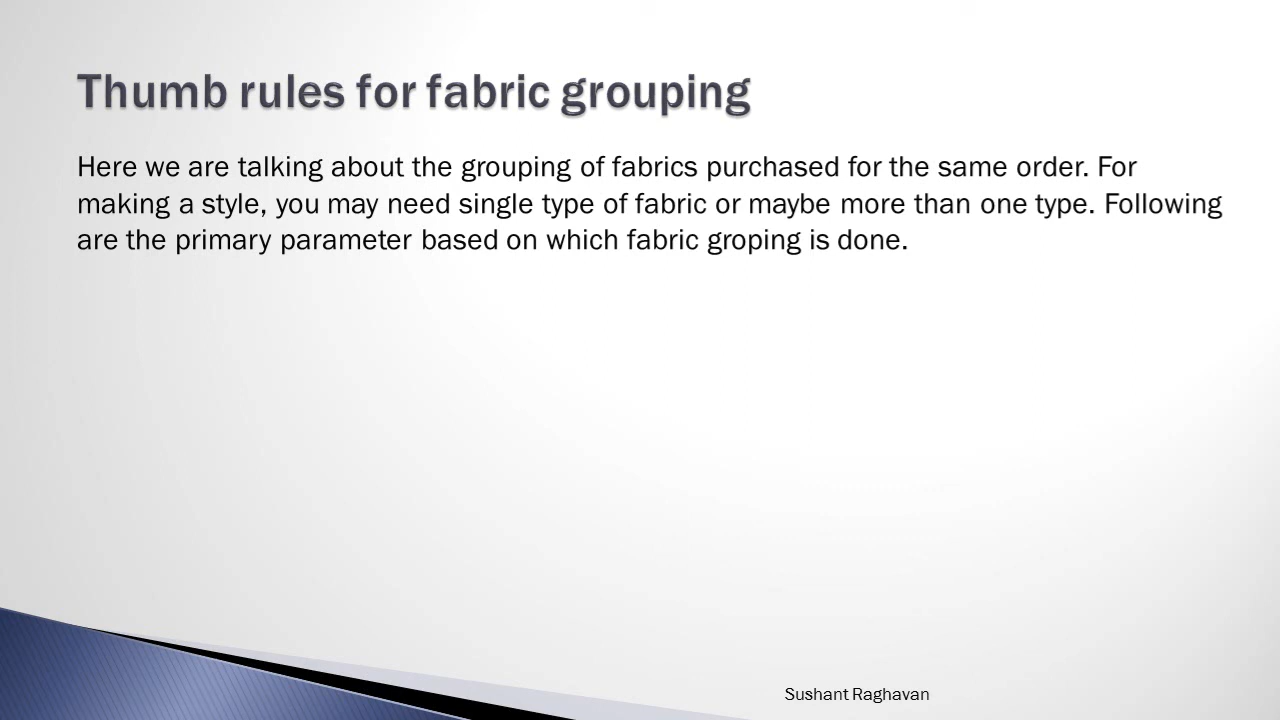 Thumb rules for fabric grouping
Here we are talking about the grouping of fabrics purchased for the same order. For
making a style, you may need single type of fabric or maybe more than one type. Following
are the primary parameter based on which fabric groping is done.
Sushant Raghavan